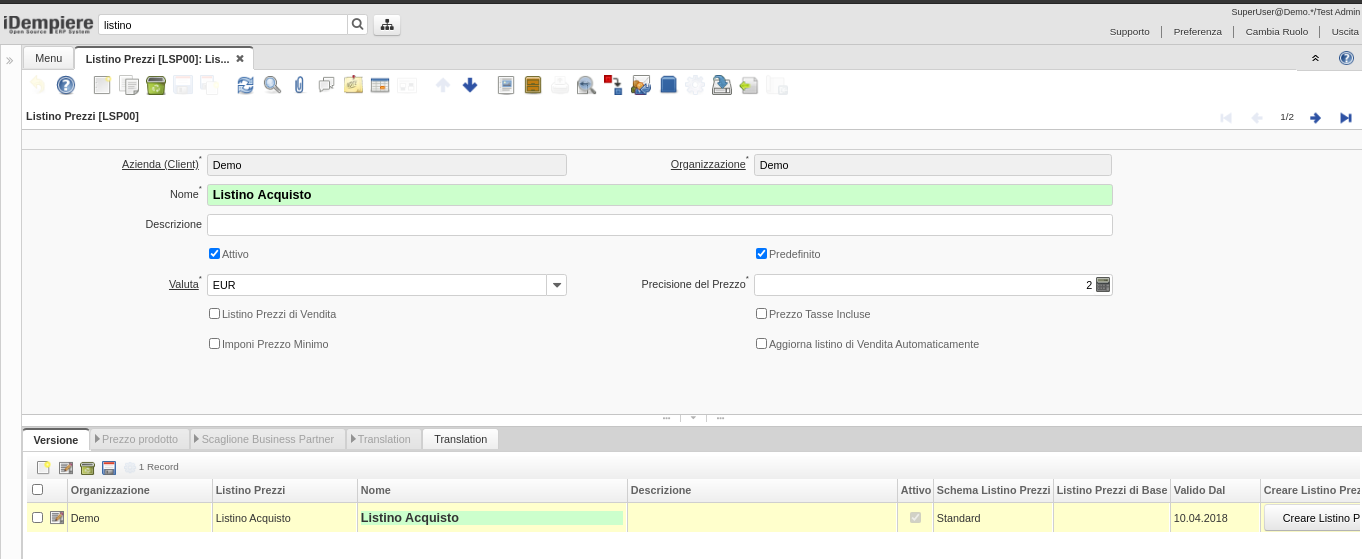 SuperUser@Demo.*/Test Admin
iDempiere
Open Source ERP System
listino
Supporto Preferenza Cambia Ruolo Uscita
Menu Listino Prezzi [LSP00]: Lis...
Listino Prezzi [LSP00]
1/2
Azienda (Client)* Demo Organizzazione* Demo
Nome* Listino Acquisto
Descrizione
Attivo Predefinito
Valuta* EUR Precisione del Prezzo* 2
Listino Prezzi di Vendita Prezzo Tasse Incluse
Imponi Prezzo Minimo Aggiorna listino di Vendita Automaticamente
Versione Prezzo prodotto Scaglione Business Partner Translation Translation
1 Record
Organizzazione Listino Prezzi Nome Descrizione Attivo Schema Listino Prezzi Listino Prezzi di Base Valido Dal Creare Listino Prez
Demo Listino Acquisto Listino Acquisto Standard 10.04.2018 Creare Listino P